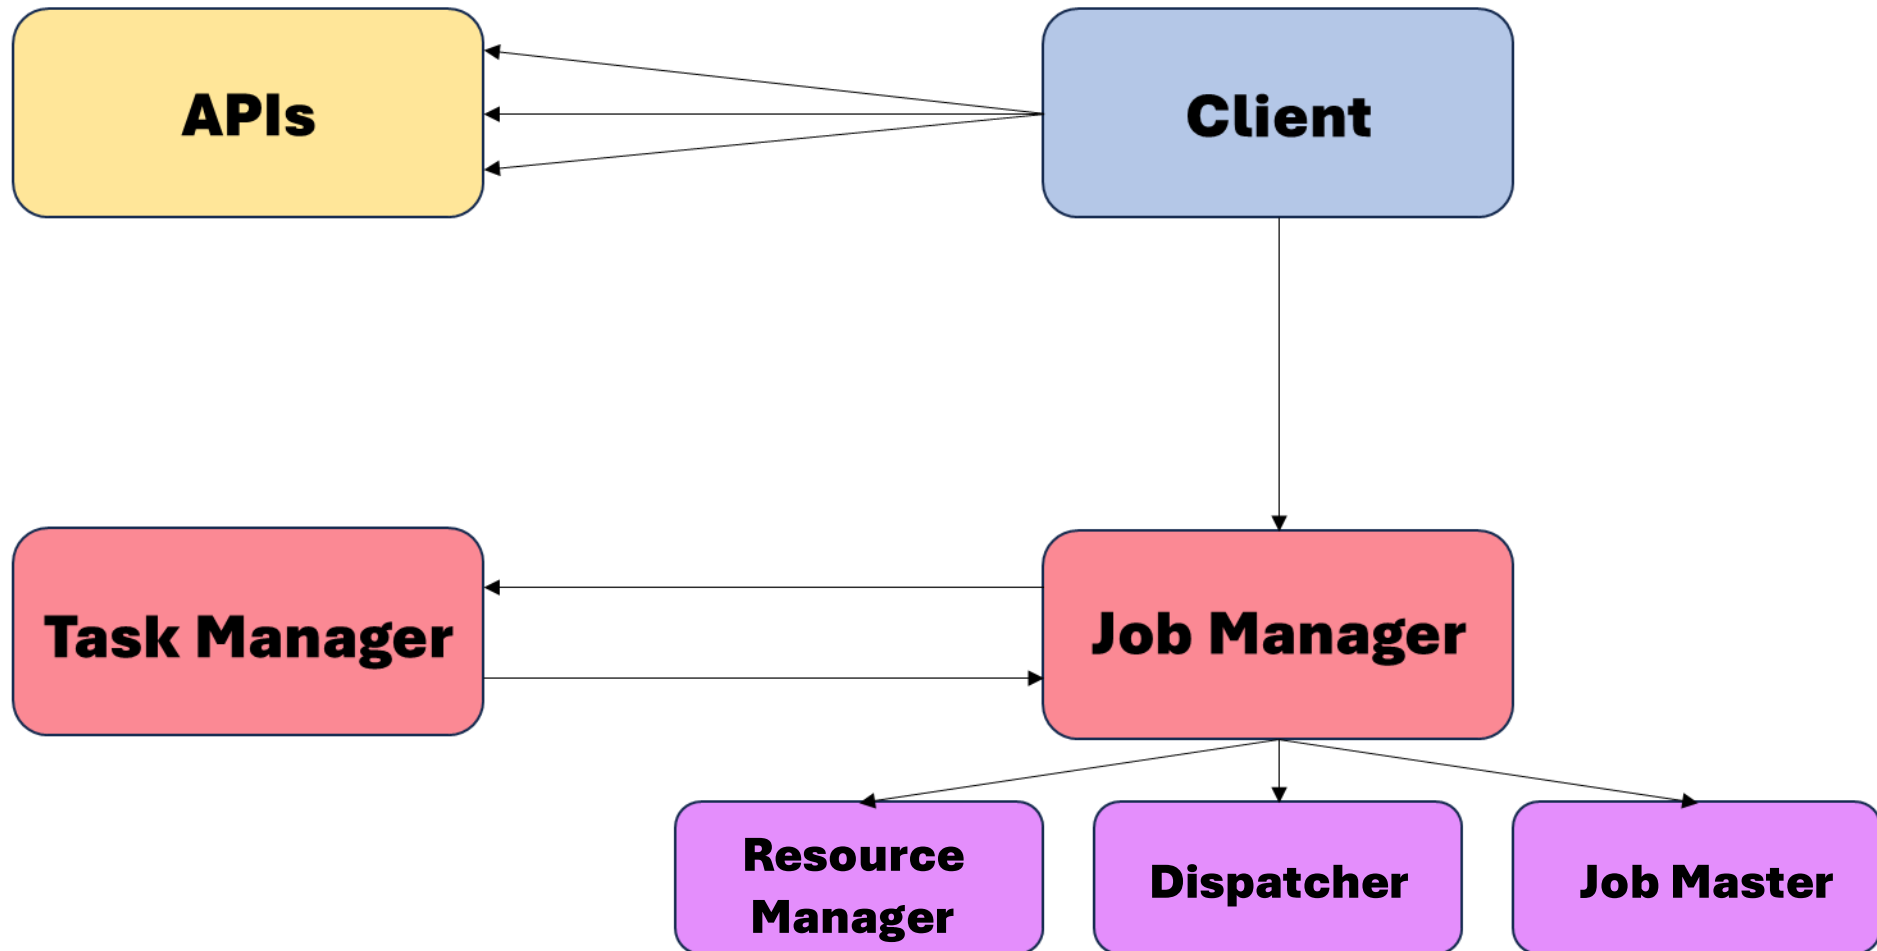 APIs
Client
Task Manager
Job Manager
Resource
Manager
Dispatcher
Job Master